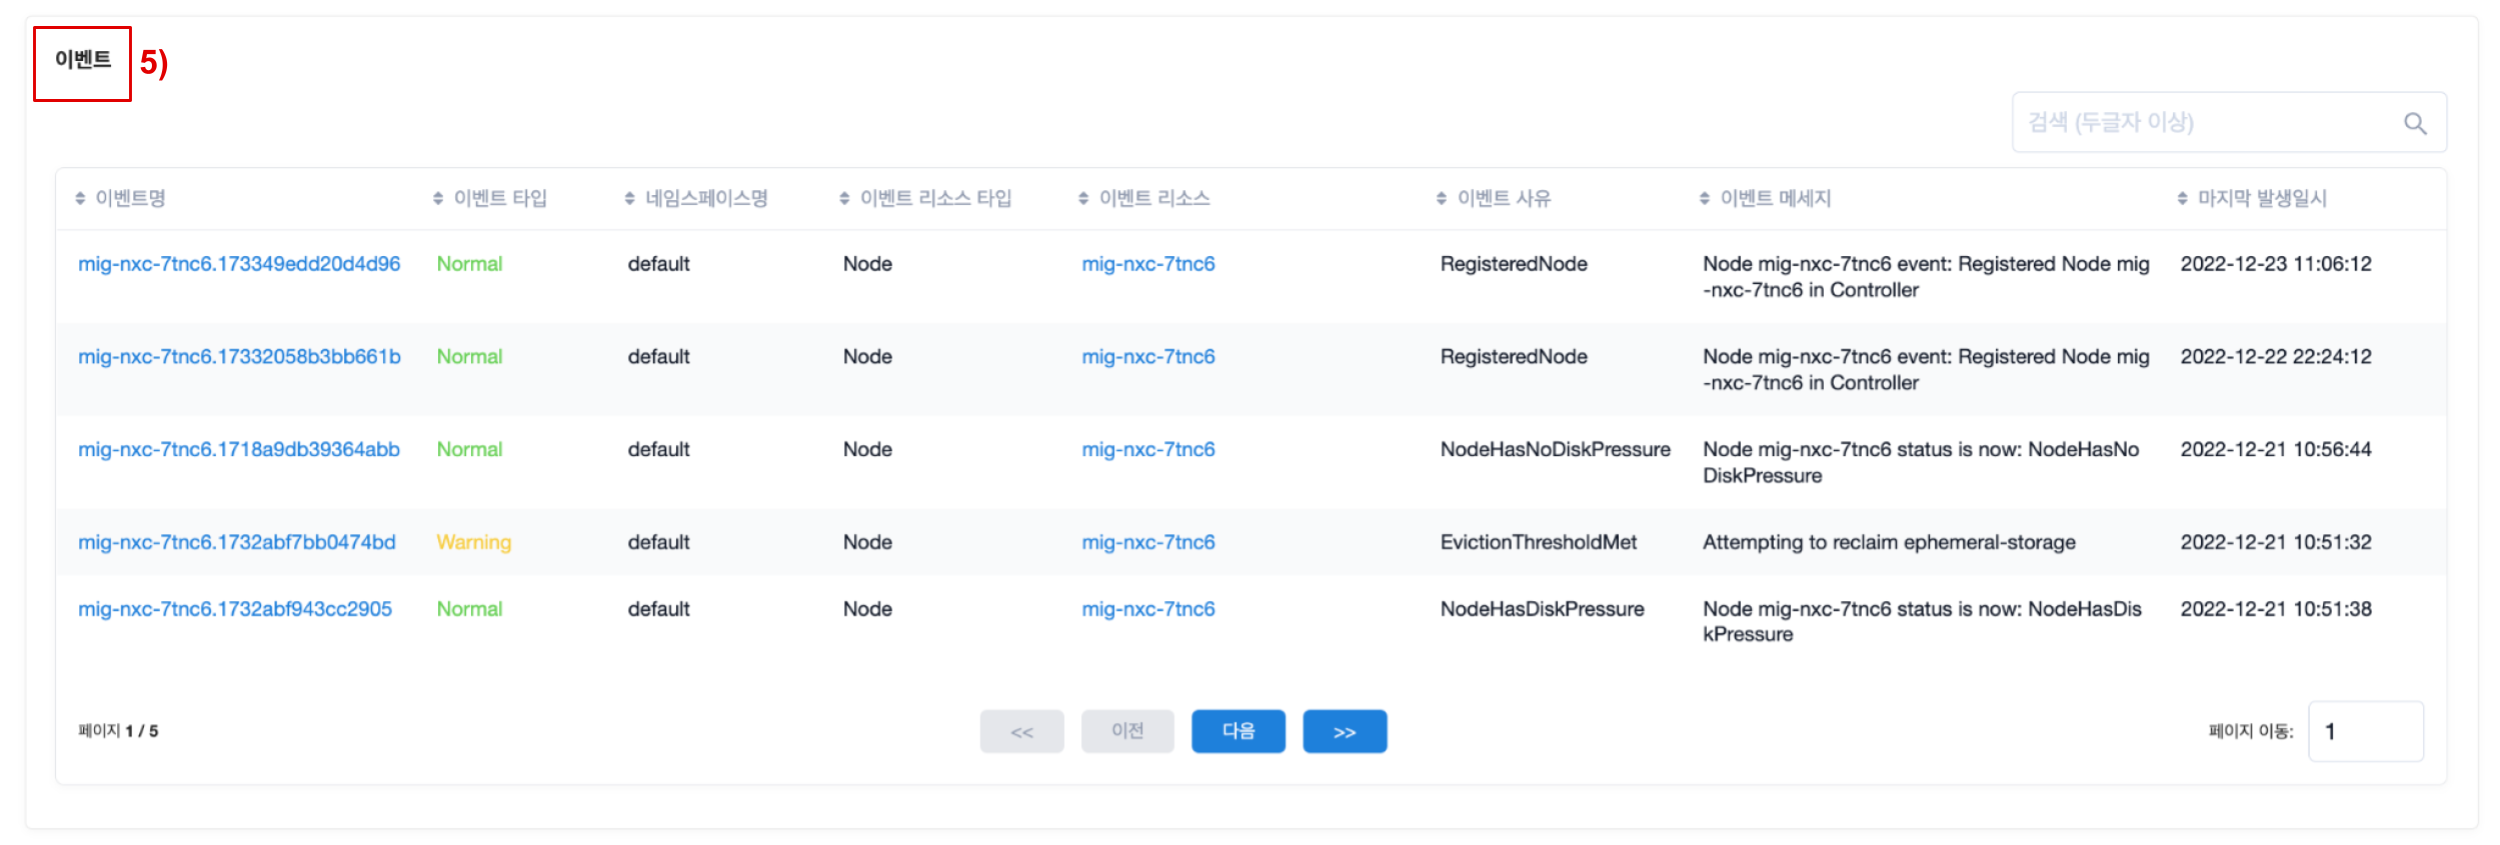 이벤트 5)
검색 (두글자 이상)
이벤트명 이벤트 타입 네임스페이스명 이벤트 리소스 타입 이벤트 리소스 이벤트 사유 이벤트 메세지 마지막 발생일시
mig-nxc-7tnc6.173349edd20d4d96 Normal default Node mig-nxc-7tnc6 RegisteredNode Node mig-nxc-7tnc6 event: Registered Node mig 2022-12-23 11:06:12
-nxc-7tnc6 in Controller
mig-nxc-7tnc6.17332058b3bb661b Normal default Node mig-nxc-7tnc6 RegisteredNode Node mig-nxc-7tnc6 event: Registered Node mig 2022-12-22 22:24:12
-nxc-7tnc6 in Controller
mig-nxc-7tnc6.1718a9db39364abb Normal default Node mig-nxc-7tnc6 NodeHasNoDiskPressure Node mig-nxc-7tnc6 status is now: NodeHasNo 2022-12-21 10:56:44
DiskPressure
mig-nxc-7tnc6.1732abf7bb0474bd Warning default Node mig-nxc-7tnc6 EvictionThresholdMet Attempting to reclaim ephemeral-storage 2022-12-21 10:51:32
mig-nxc-7tnc6.1732abf943cc2905 Normal default Node mig-nxc-7tnc6 NodeHasDiskPressure Node mig-nxc-7tnc6 status is now: NodeHasDis 2022-12-21 10:51:38
kPressure
페이지 1 / 5 << 이전 다음 >> 페이지 이동: 1